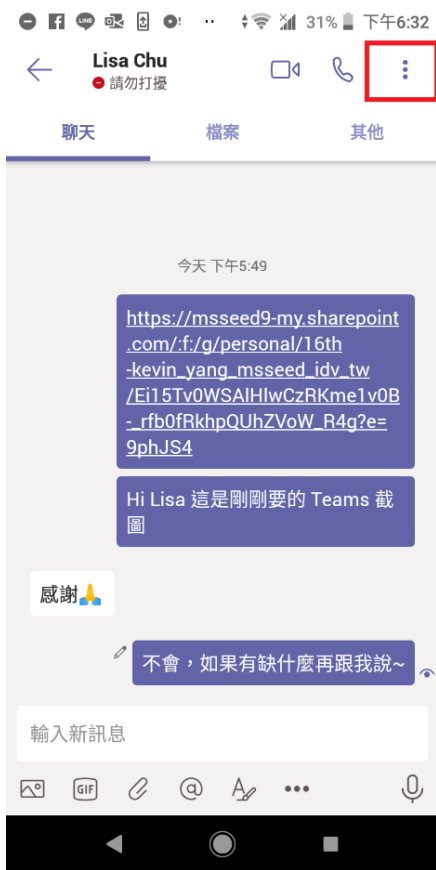 31% 下午6:32
Lisa Chu
請勿打擾
聊天 檔案 其他
今天 下午5:49
https://msseed9-my.sharepoint
.com/:f:/g/personal/16th
-kevin_yang_msseed_idv_tw
/Ei15Tv0WSAlHlwCzRKme1v0B
-_rfb0fRkhpQUhZVoW_R4g?e=
9phJS4
Hi Lisa 這是剛剛要的 Teams 截
圖
感謝🙏
不會，如果有缺什麼再跟我說~
輸入新訊息
GIF